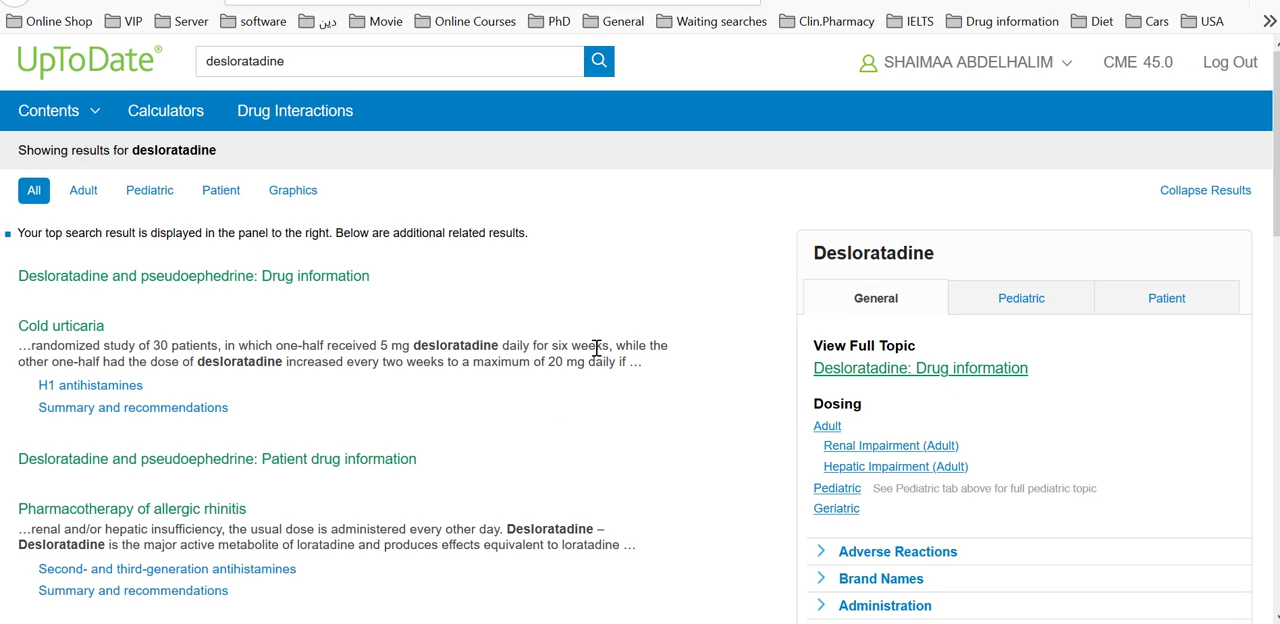 Online Shop VIP Server software دين Movie Online Courses PhD General Waiting searches Clin.Pharmacy IELTS Drug information Diet Cars USA
UpToDate® desloratadine SHAIMAA ABDELHALIM CME 45.0 Log Out
Contents Calculators Drug Interactions
Showing results for desloratadine
All Adult Pediatric Patient Graphics Collapse Results
Your top search result is displayed in the panel to the right. Below are additional related results.
Desloratadine and pseudoephedrine: Drug information
Cold urticaria
…randomized study of 30 patients, in which one-half received 5 mg desloratadine daily for six weeks, while the
other one-half had the dose of desloratadine increased every two weeks to a maximum of 20 mg daily if …
H1 antihistamines
Summary and recommendations
Desloratadine and pseudoephedrine: Patient drug information
Pharmacotherapy of allergic rhinitis
…renal and/or hepatic insufficiency, the usual dose is administered every other day. Desloratadine –
Desloratadine is the major active metabolite of loratadine and produces effects equivalent to loratadine …
Second- and third-generation antihistamines
Summary and recommendations
Desloratadine
General Pediatric Patient
View Full Topic
Desloratadine: Drug information
Dosing
Adult
Renal Impairment (Adult)
Hepatic Impairment (Adult)
Pediatric See Pediatric tab above for full pediatric topic
Geriatric
Adverse Reactions
Brand Names
Administration